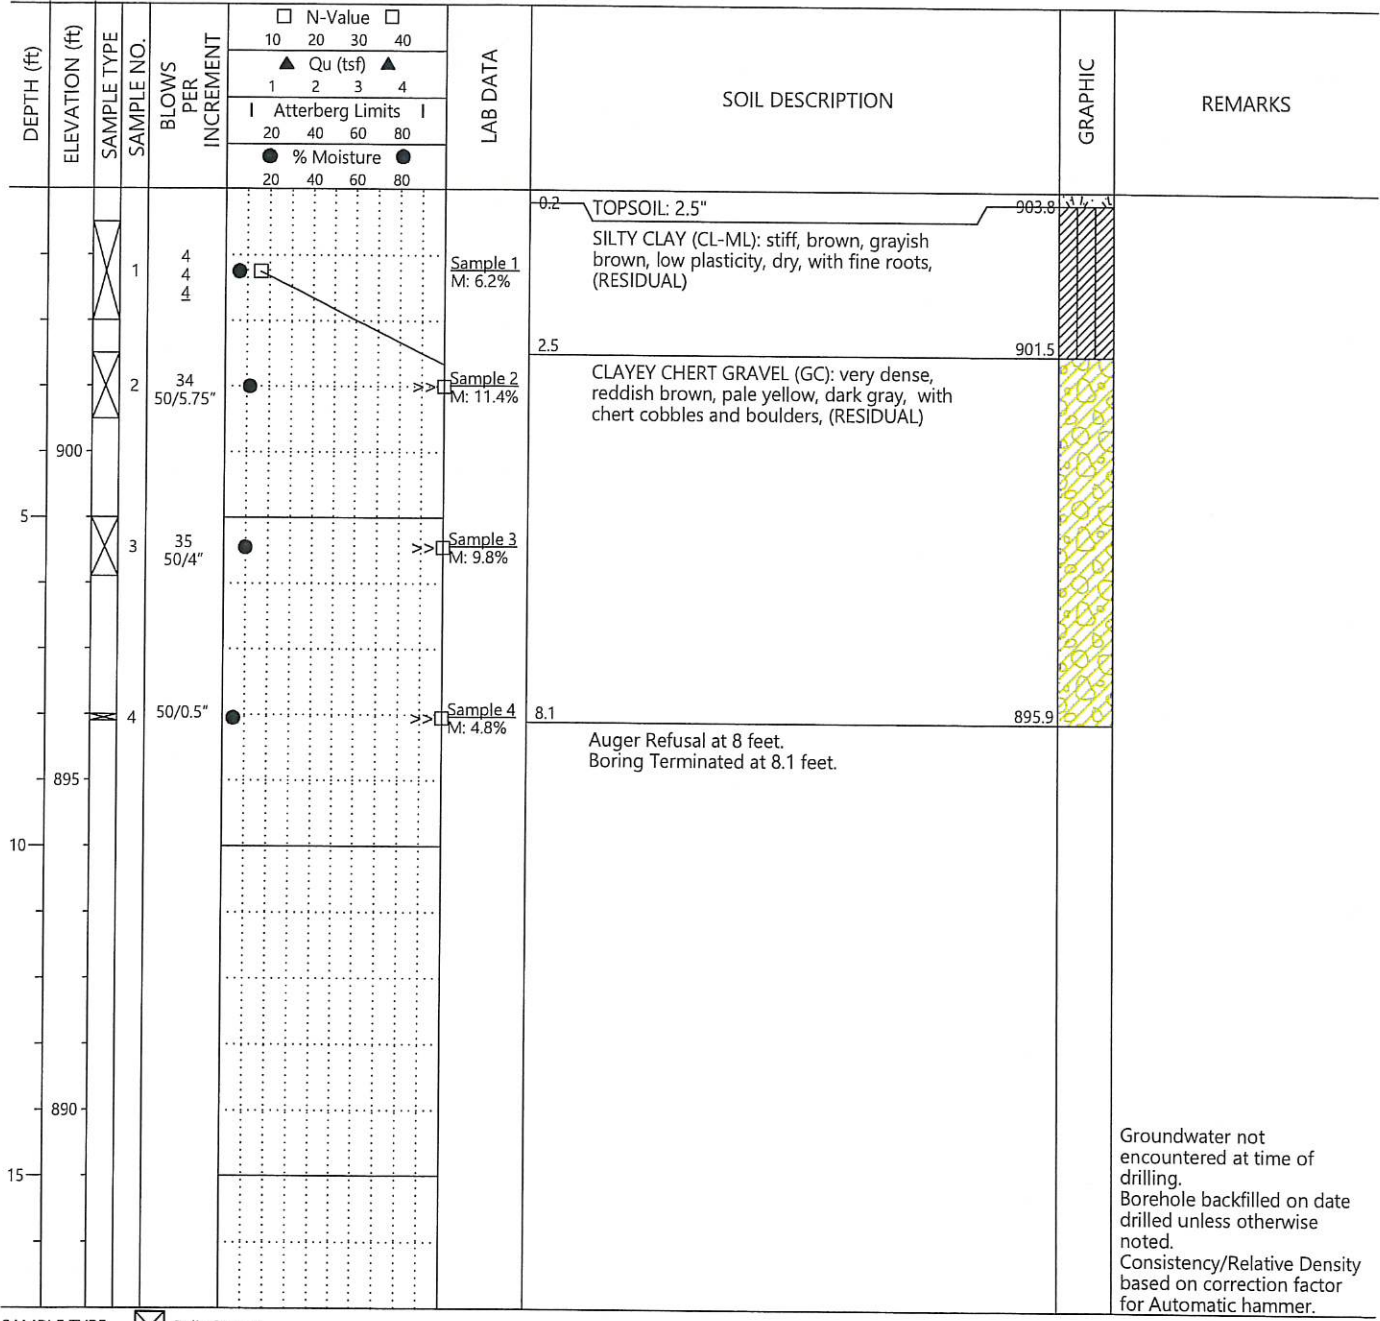 DEPTH (ft)
ELEVATION (ft)
SAMPLE TYPE
SAMPLE NO.
BLOWS
PER
INCREMENT
□ N-Value □
10 20 30 40
▲ Qu (tsf) ▲
1 2 3 4
I Atterberg Limits I
20 40 60 80
● % Moisture ●
20 40 60 80
LAB DATA
SOIL DESCRIPTION
GRAPHIC
REMARKS
0.2
TOPSOIL: 2.5"
903.8
1
4
4
4
Sample 1
M: 6.2%
SILTY CLAY (CL-ML): stiff, brown, grayish
brown, low plasticity, dry, with fine roots,
(RESIDUAL)
2.5
901.5
2
34
50/5.75"
>>
Sample 2
M: 11.4%
CLAYEY CHERT GRAVEL (GC): very dense,
reddish brown, pale yellow, dark gray, with
chert cobbles and boulders, (RESIDUAL)
900
5
3
35
50/4"
>>
Sample 3
M: 9.8%
4
50/0.5"
>>
Sample 4
M: 4.8%
8.1
895.9
Auger Refusal at 8 feet.
Boring Terminated at 8.1 feet.
895
10
890
15
Groundwater not
encountered at time of
drilling.
Borehole backfilled on date
drilled unless otherwise
noted.
Consistency/Relative Density
based on correction factor
for Automatic hammer.